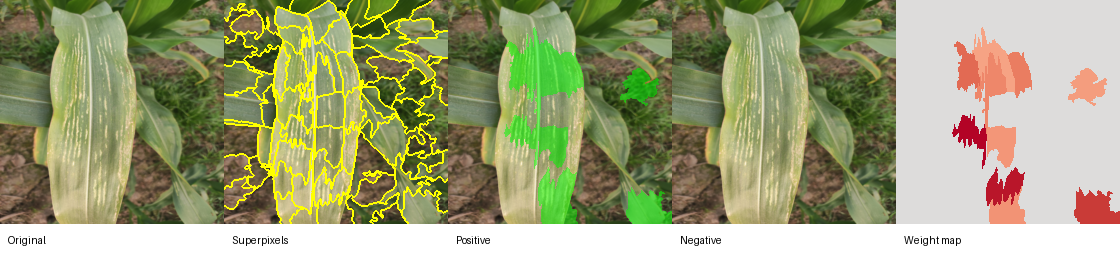 Original
Superpixels
Positive
Negative
Weight map